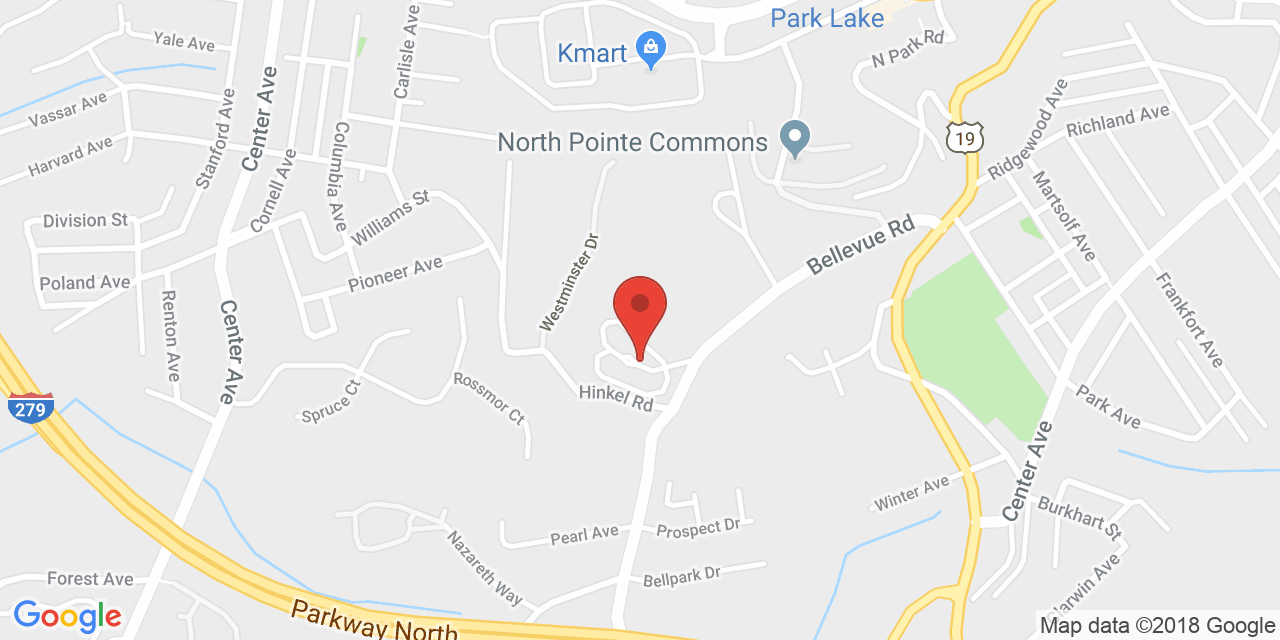 Park Lake
Kmart
N Park Rd
Yale Ave
Center Ave
Carlisle Ave
Vassar Ave
Harvard Ave
Stanford Ave
Columbia Ave
Cornell Ave
North Pointe Commons
19
Ridgewood Ave
Richland Ave
Martsolf Ave
Division St
Williams St
Bellevue Rd
Poland Ave
Pioneer Ave
Westminster Dr
Renton Ave
Center Ave
Frankfort Ave
279
Spruce Ct
Rossmor Ct
Hinkel Rd
Park Ave
Center Ave
Winter Ave
Burkhart St
Nazareth Way
Pearl Ave
Prospect Dr
Forest Ave
Bellpark Dr
Parkway North
Google
Map data ©2018 Google